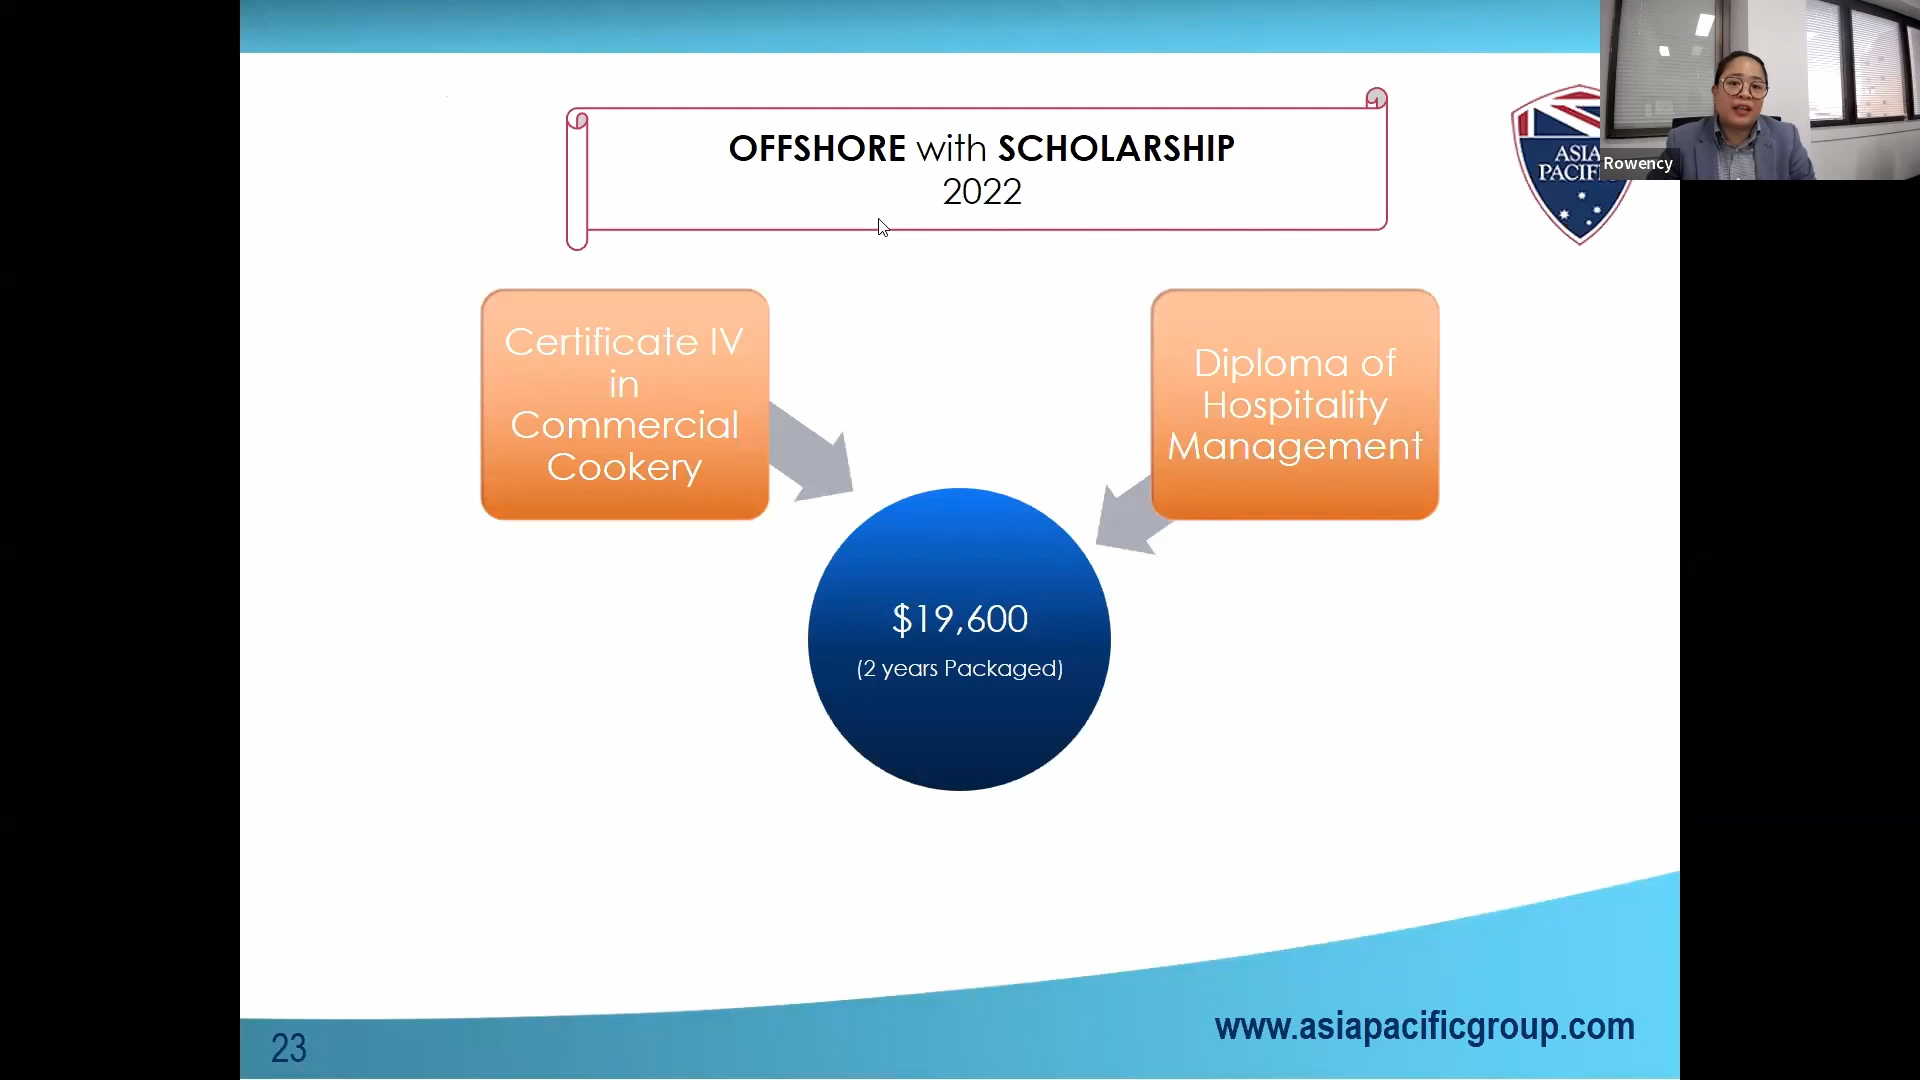 OFFSHORE with SCHOLARSHIP
2022
ASIA
PACIFIC
Rowency
Certificate IV
in
Commercial
Cookery
Diploma of
Hospitality
Management
$19,600
(2 years Packaged)
www.asiapacificgroup.com
23